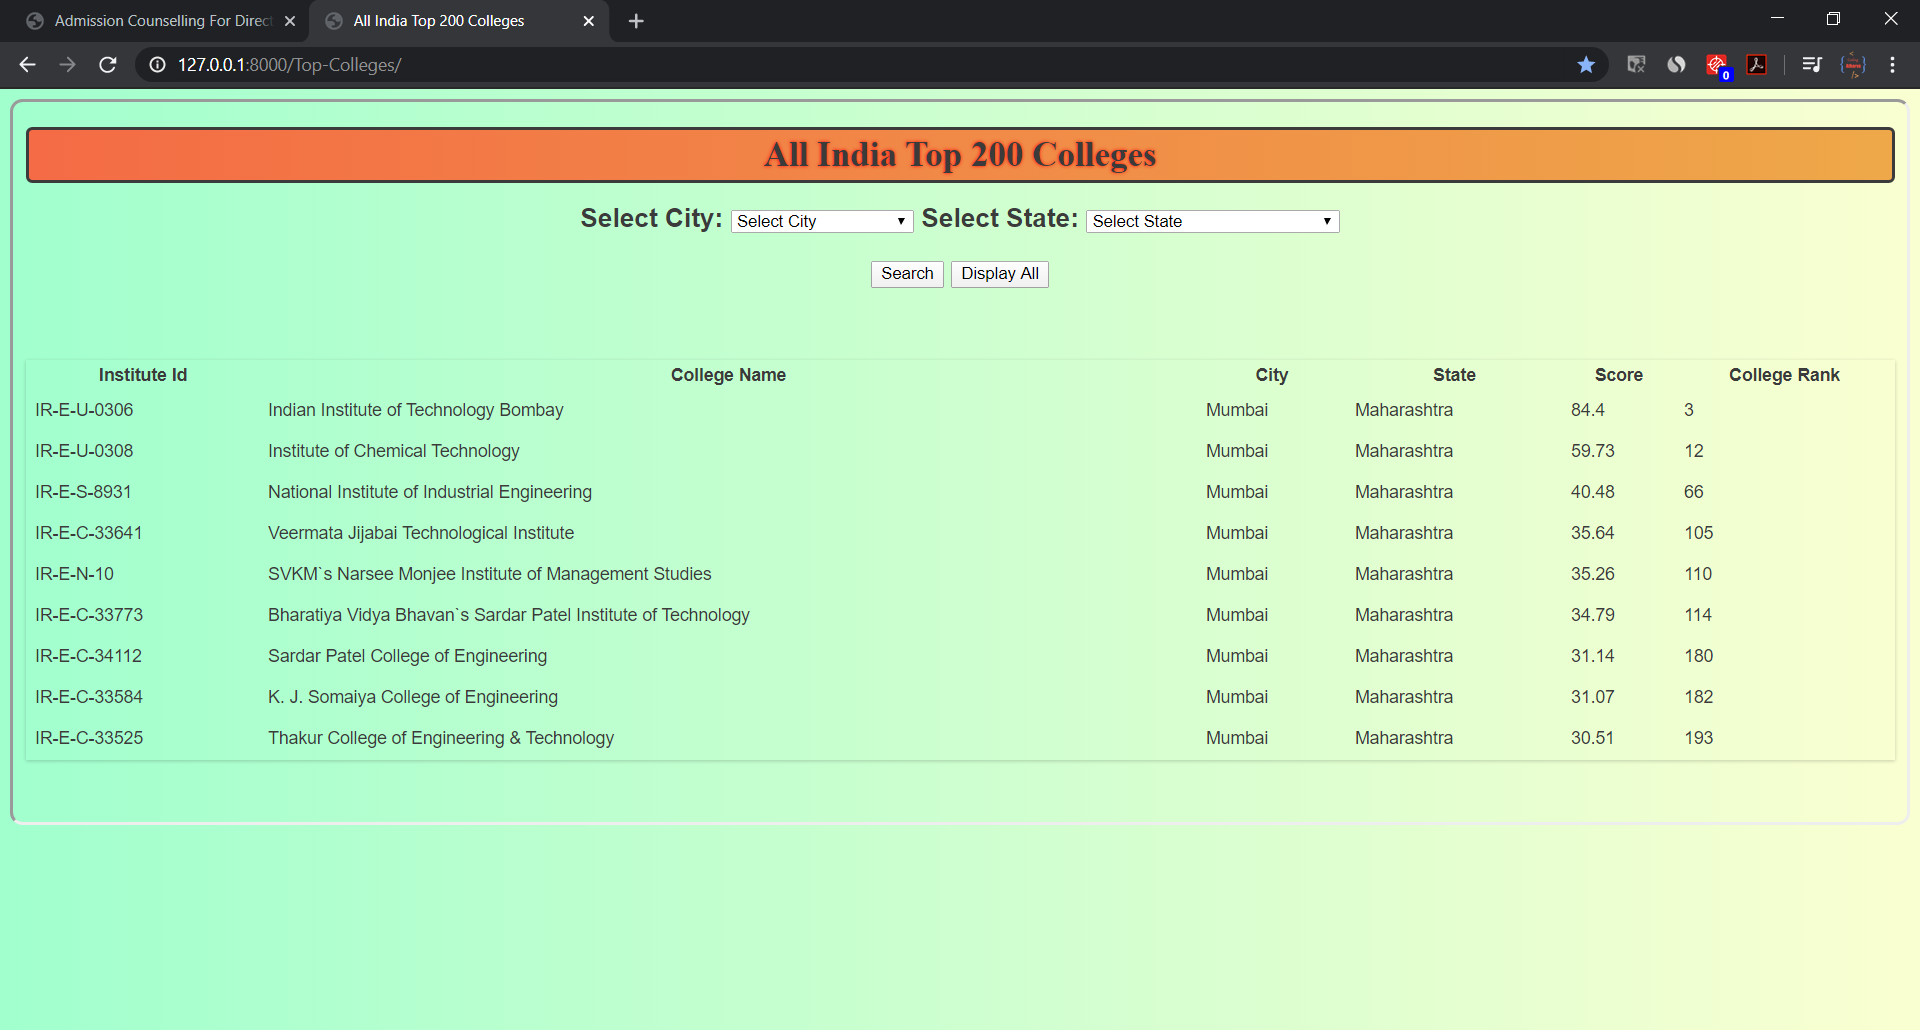 Admission Counselling For Direct
All India Top 200 Colleges
127.0.0.1:8000/Top-Colleges/
0
All India Top 200 Colleges
Select City: Select City Select State: Select State
Search Display All
Institute Id College Name City State Score College Rank
IR-E-U-0306 Indian Institute of Technology Bombay Mumbai Maharashtra 84.4 3
IR-E-U-0308 Institute of Chemical Technology Mumbai Maharashtra 59.73 12
IR-E-S-8931 National Institute of Industrial Engineering Mumbai Maharashtra 40.48 66
IR-E-C-33641 Veermata Jijabai Technological Institute Mumbai Maharashtra 35.64 105
IR-E-N-10 SVKM`s Narsee Monjee Institute of Management Studies Mumbai Maharashtra 35.26 110
IR-E-C-33773 Bharatiya Vidya Bhavan`s Sardar Patel Institute of Technology Mumbai Maharashtra 34.79 114
IR-E-C-34112 Sardar Patel College of Engineering Mumbai Maharashtra 31.14 180
IR-E-C-33584 K. J. Somaiya College of Engineering Mumbai Maharashtra 31.07 182
IR-E-C-33525 Thakur College of Engineering & Technology Mumbai Maharashtra 30.51 193